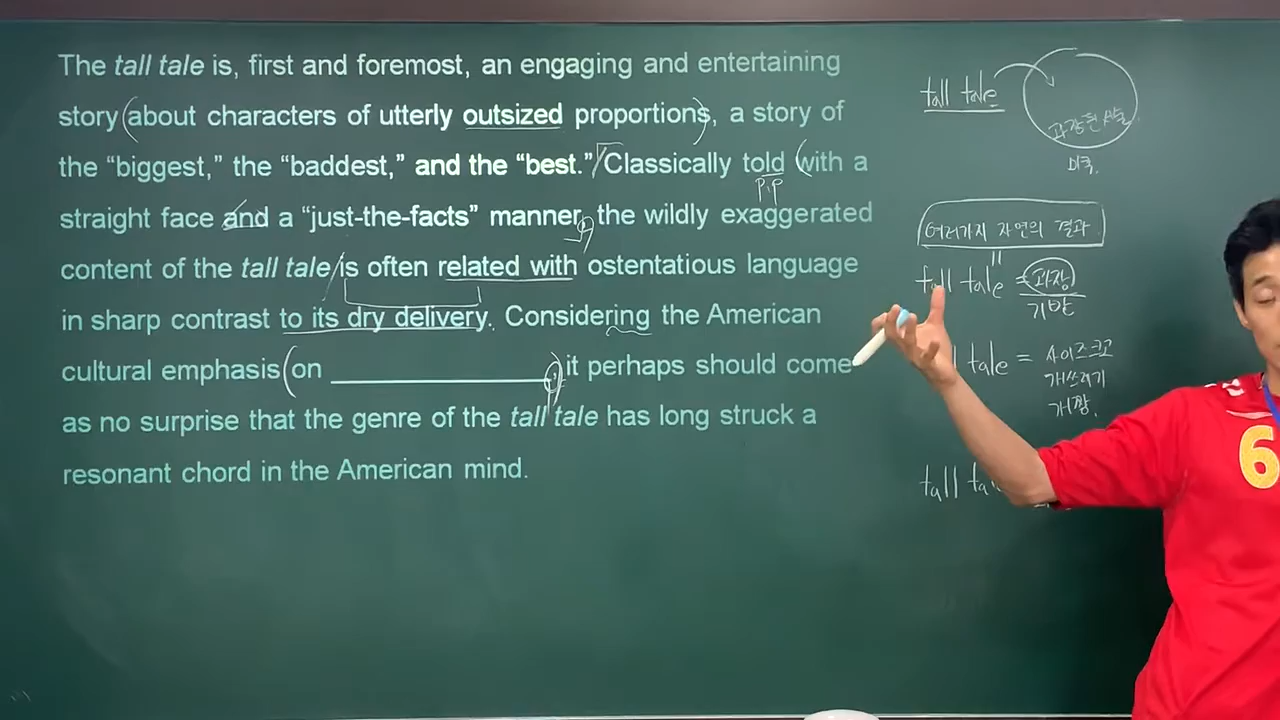 The tall tale is, first and foremost, an engaging and entertaining
story (about characters of utterly outsized proportions), a story of
the “biggest,” the “baddest,” and the “best.” / Classically told (with a
p.p
straight face and a “just-the-facts” manner, the wildly exaggerated
content of the tall tale / is often related with ostentatious language
in sharp contrast to its dry delivery. Considering the American
cultural emphasis (on ____________), it perhaps should come
as no surprise that the genre of the tall tale has long struck a
resonant chord in the American mind.
tall tale
과장된
미국
여러가지 자연의 결과
tall tale = 과장
기반
tale = 사이즈크고
개쓰레기
개짱.
tall
6